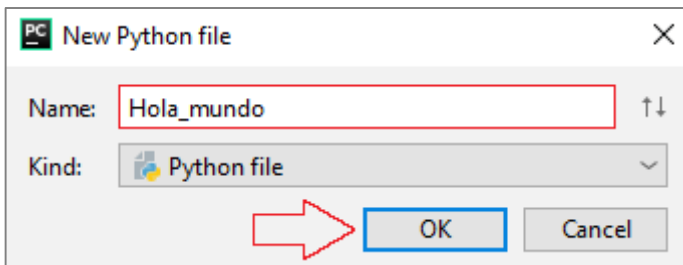 PC New Python file
Name: Hola_mundo
Kind: Python file
OK Cancel